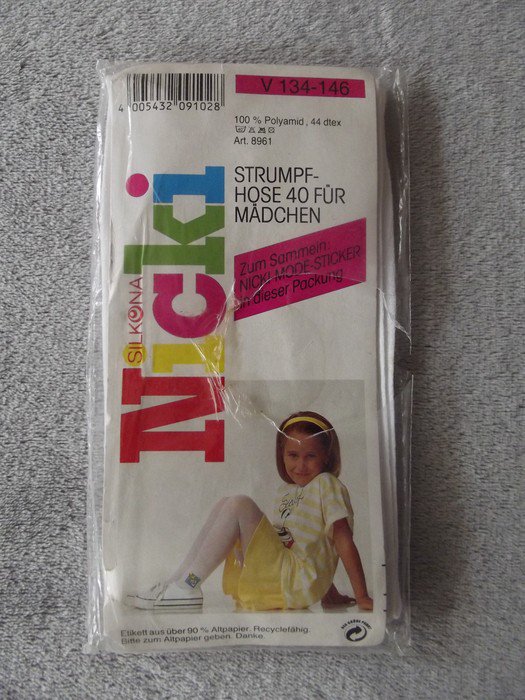 V 134-146
4 005432 091028
100 % Polyamid, 44 dtex
Art. 8961
STRUMPF-
HOSE 40 FÜR
MÄDCHEN
Zum Sammeln:
NICKI MODE-STICKER
in dieser Packung
SILKONA
Nicki
Etikett aus über 90 % Altpapier. Recyclefähig.
Bitte zum Altpapier geben. Danke.